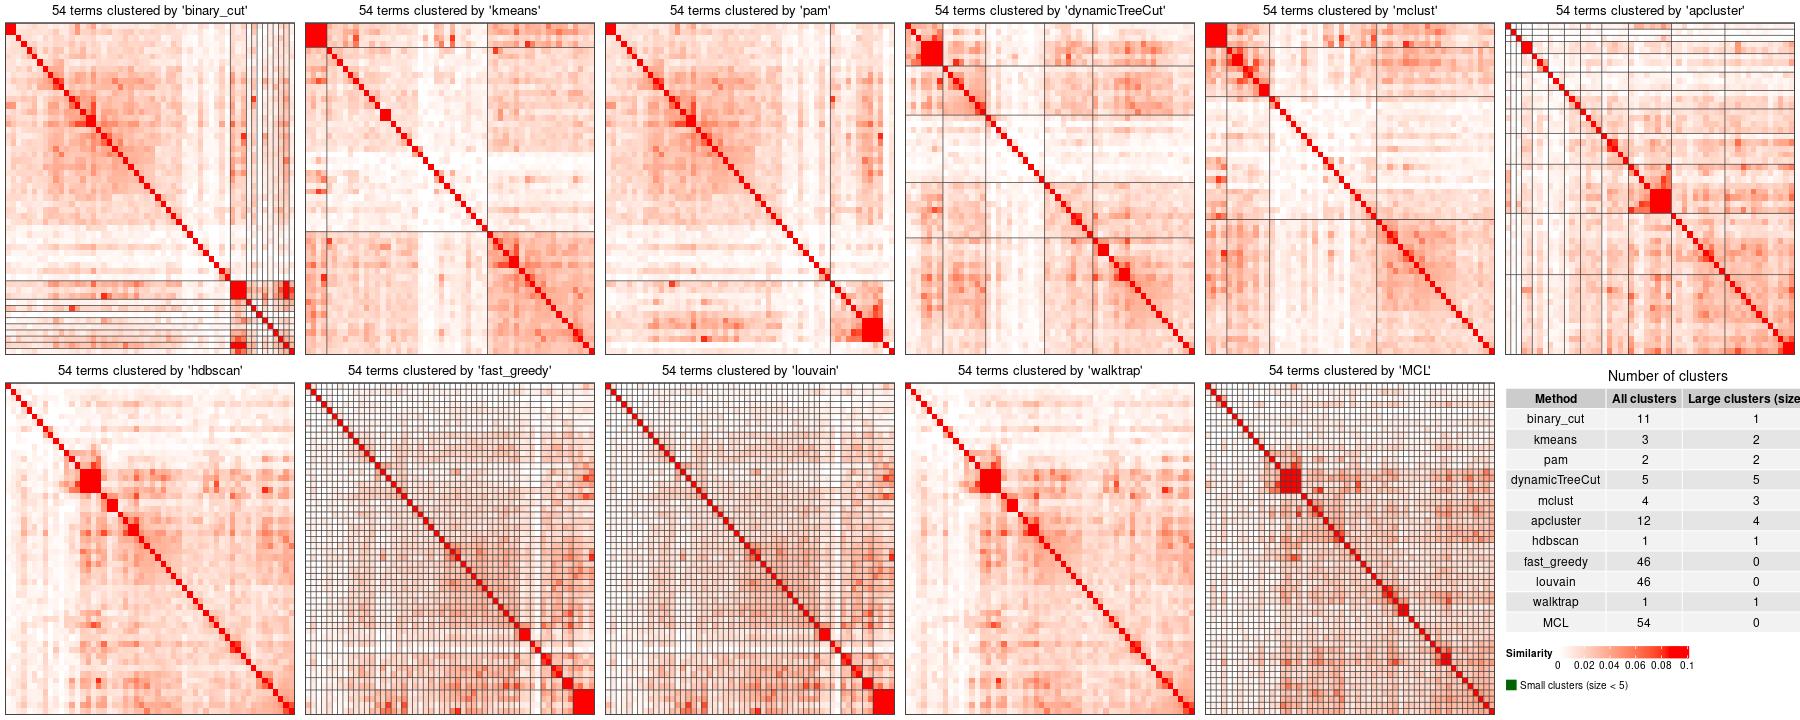 54 terms clustered by 'binary_cut'
54 terms clustered by 'kmeans'
54 terms clustered by 'pam'
54 terms clustered by 'dynamicTreeCut'
54 terms clustered by 'mclust'
54 terms clustered by 'apcluster'
54 terms clustered by 'hdbscan'
54 terms clustered by 'fast_greedy'
54 terms clustered by 'louvain'
54 terms clustered by 'walktrap'
54 terms clustered by 'MCL'
Number of clusters
Method All clusters Large clusters (size
binary_cut 11 1
kmeans 3 2
pam 2 2
dynamicTreeCut 5 5
mclust 4 3
apcluster 12 4
hdbscan 1 1
fast_greedy 46 0
louvain 46 0
walktrap 1 1
MCL 54 0
Similarity
0 0.02 0.04 0.06 0.08 0.1
Small clusters (size < 5)